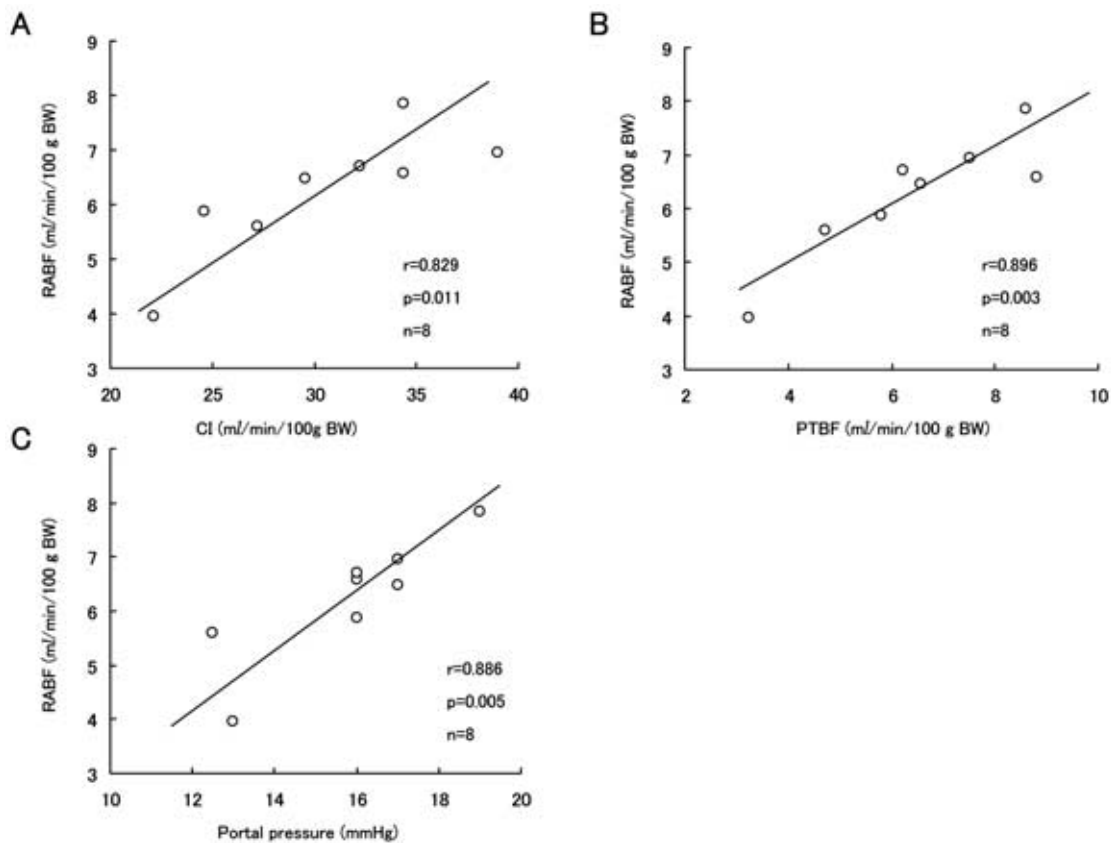 A
RABF (ml/min/100 g BW)
9
8
7
6
5
4
3
20 25 30 35 40
CI (ml/min/100g BW)
r=0.829
p=0.011
n=8
B
RABF (ml/min/100 g BW)
9
8
7
6
5
4
3
2 4 6 8 10
PTBF (ml/min/100 g BW)
r=0.896
p=0.003
n=8
C
RABF (ml/min/100 g BW)
9
8
7
6
5
4
3
10 12 14 16 18 20
Portal pressure (mmHg)
r=0.886
p=0.005
n=8